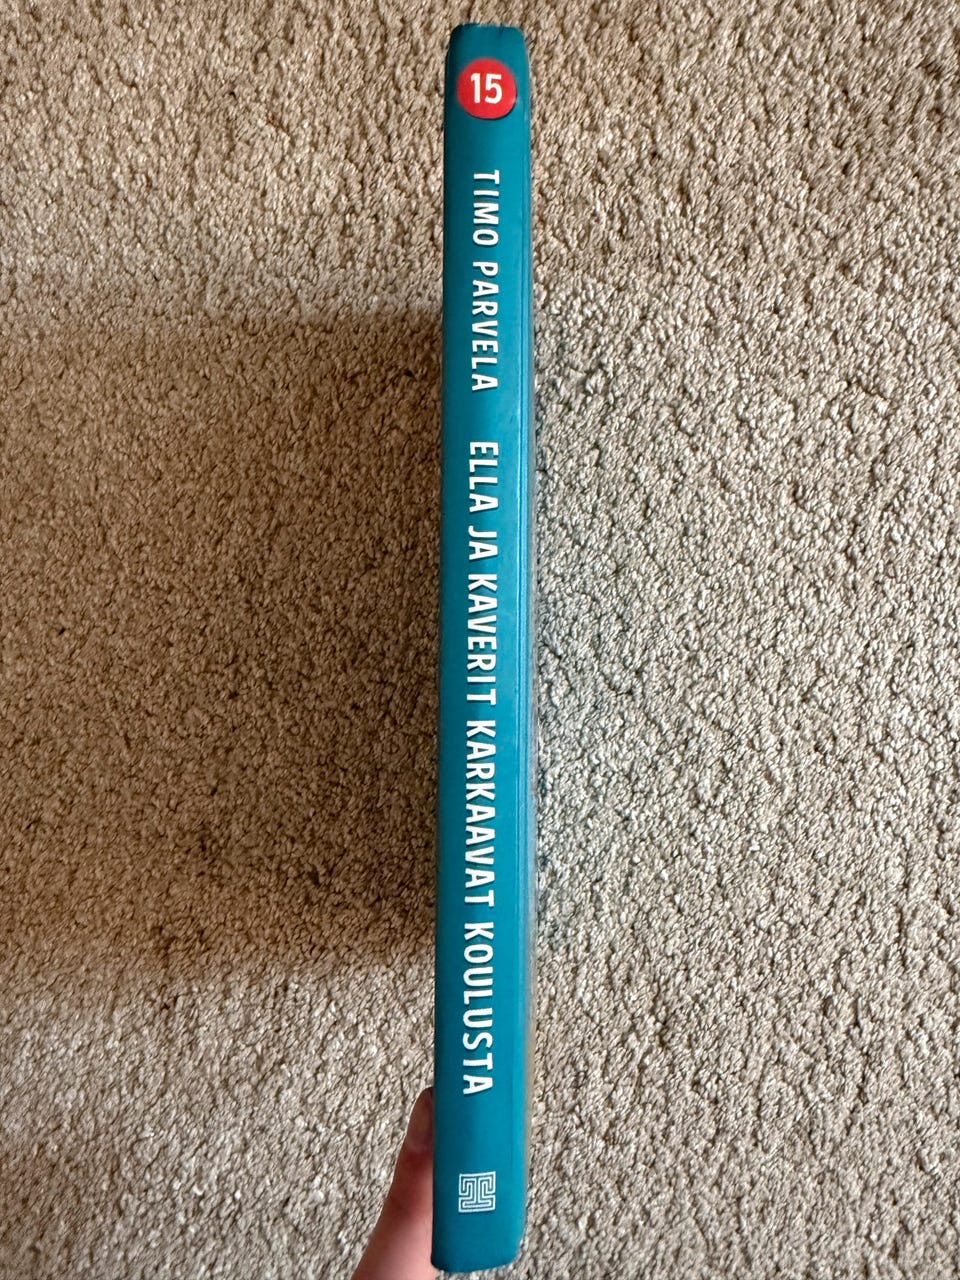 15
TIMO PARVELA ELLA JA KAVERIT KARKAAVAT KOULUSTA